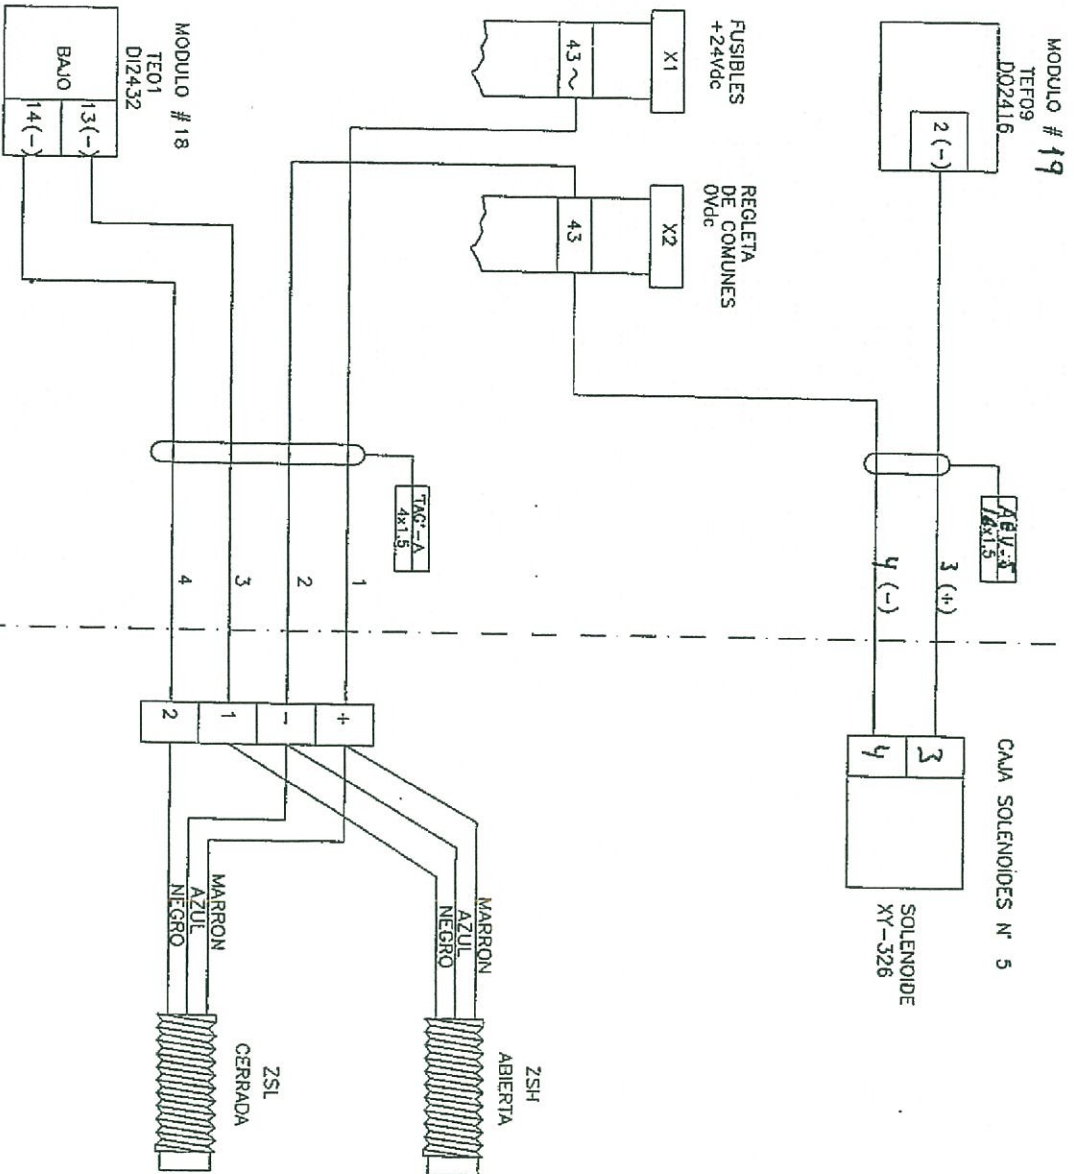 MODULO # 19
TEF09
DO2416
2 (-)
3 (+)
4 (-)
CAJA SOLENOIDES N° 5
3
4
SOLENOIDE
XY-326
FUSIBLES
+24Vdc
X1
43 ~
REGLETA
DE COMUNES
0Vdc
X2
43
"TAG"-A
4x1.5
MODULO # 18
TE01
DI2432
BAJO
13(-)
14(-)
1
2
3
4
+
-
1
2
MARRON
AZUL
NEGRO
ZSH
ABIERTA
MARRON
AZUL
NEGRO
ZSL
CERRADA